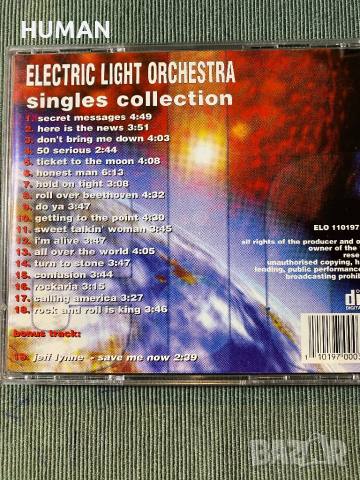 HUMAN
ELECTRIC LIGHT ORCHESTRA
singles collection
1. secret messages 4:49
2. here is the news 3:51
3. don't bring me down 4:03
4. 50 serious 2:44
5. ticket to the moon 4:08
6. honest man 6:13
7. hold on tight 3:08
8. roll over beethoven 4:32
9. do ya 3:47
10. getting to the point 4:30
11. sweet talkin' woman 3:45
12. i'm alive 3:47
13. all over the world 4:05
14. turn to stone 3:47
15. confusion 3:44
16. rockaria 3:15
17. calling america 3:27
18. rock and roll is king 3:46
bonus track:
19. jeff lynne - save me now 2:39
ELO 110197
all rights of the producer and o
owner of the
rese
unauthorised copying, h
lending, public performance
broadcasting prohib
DIGITA
BAZAR